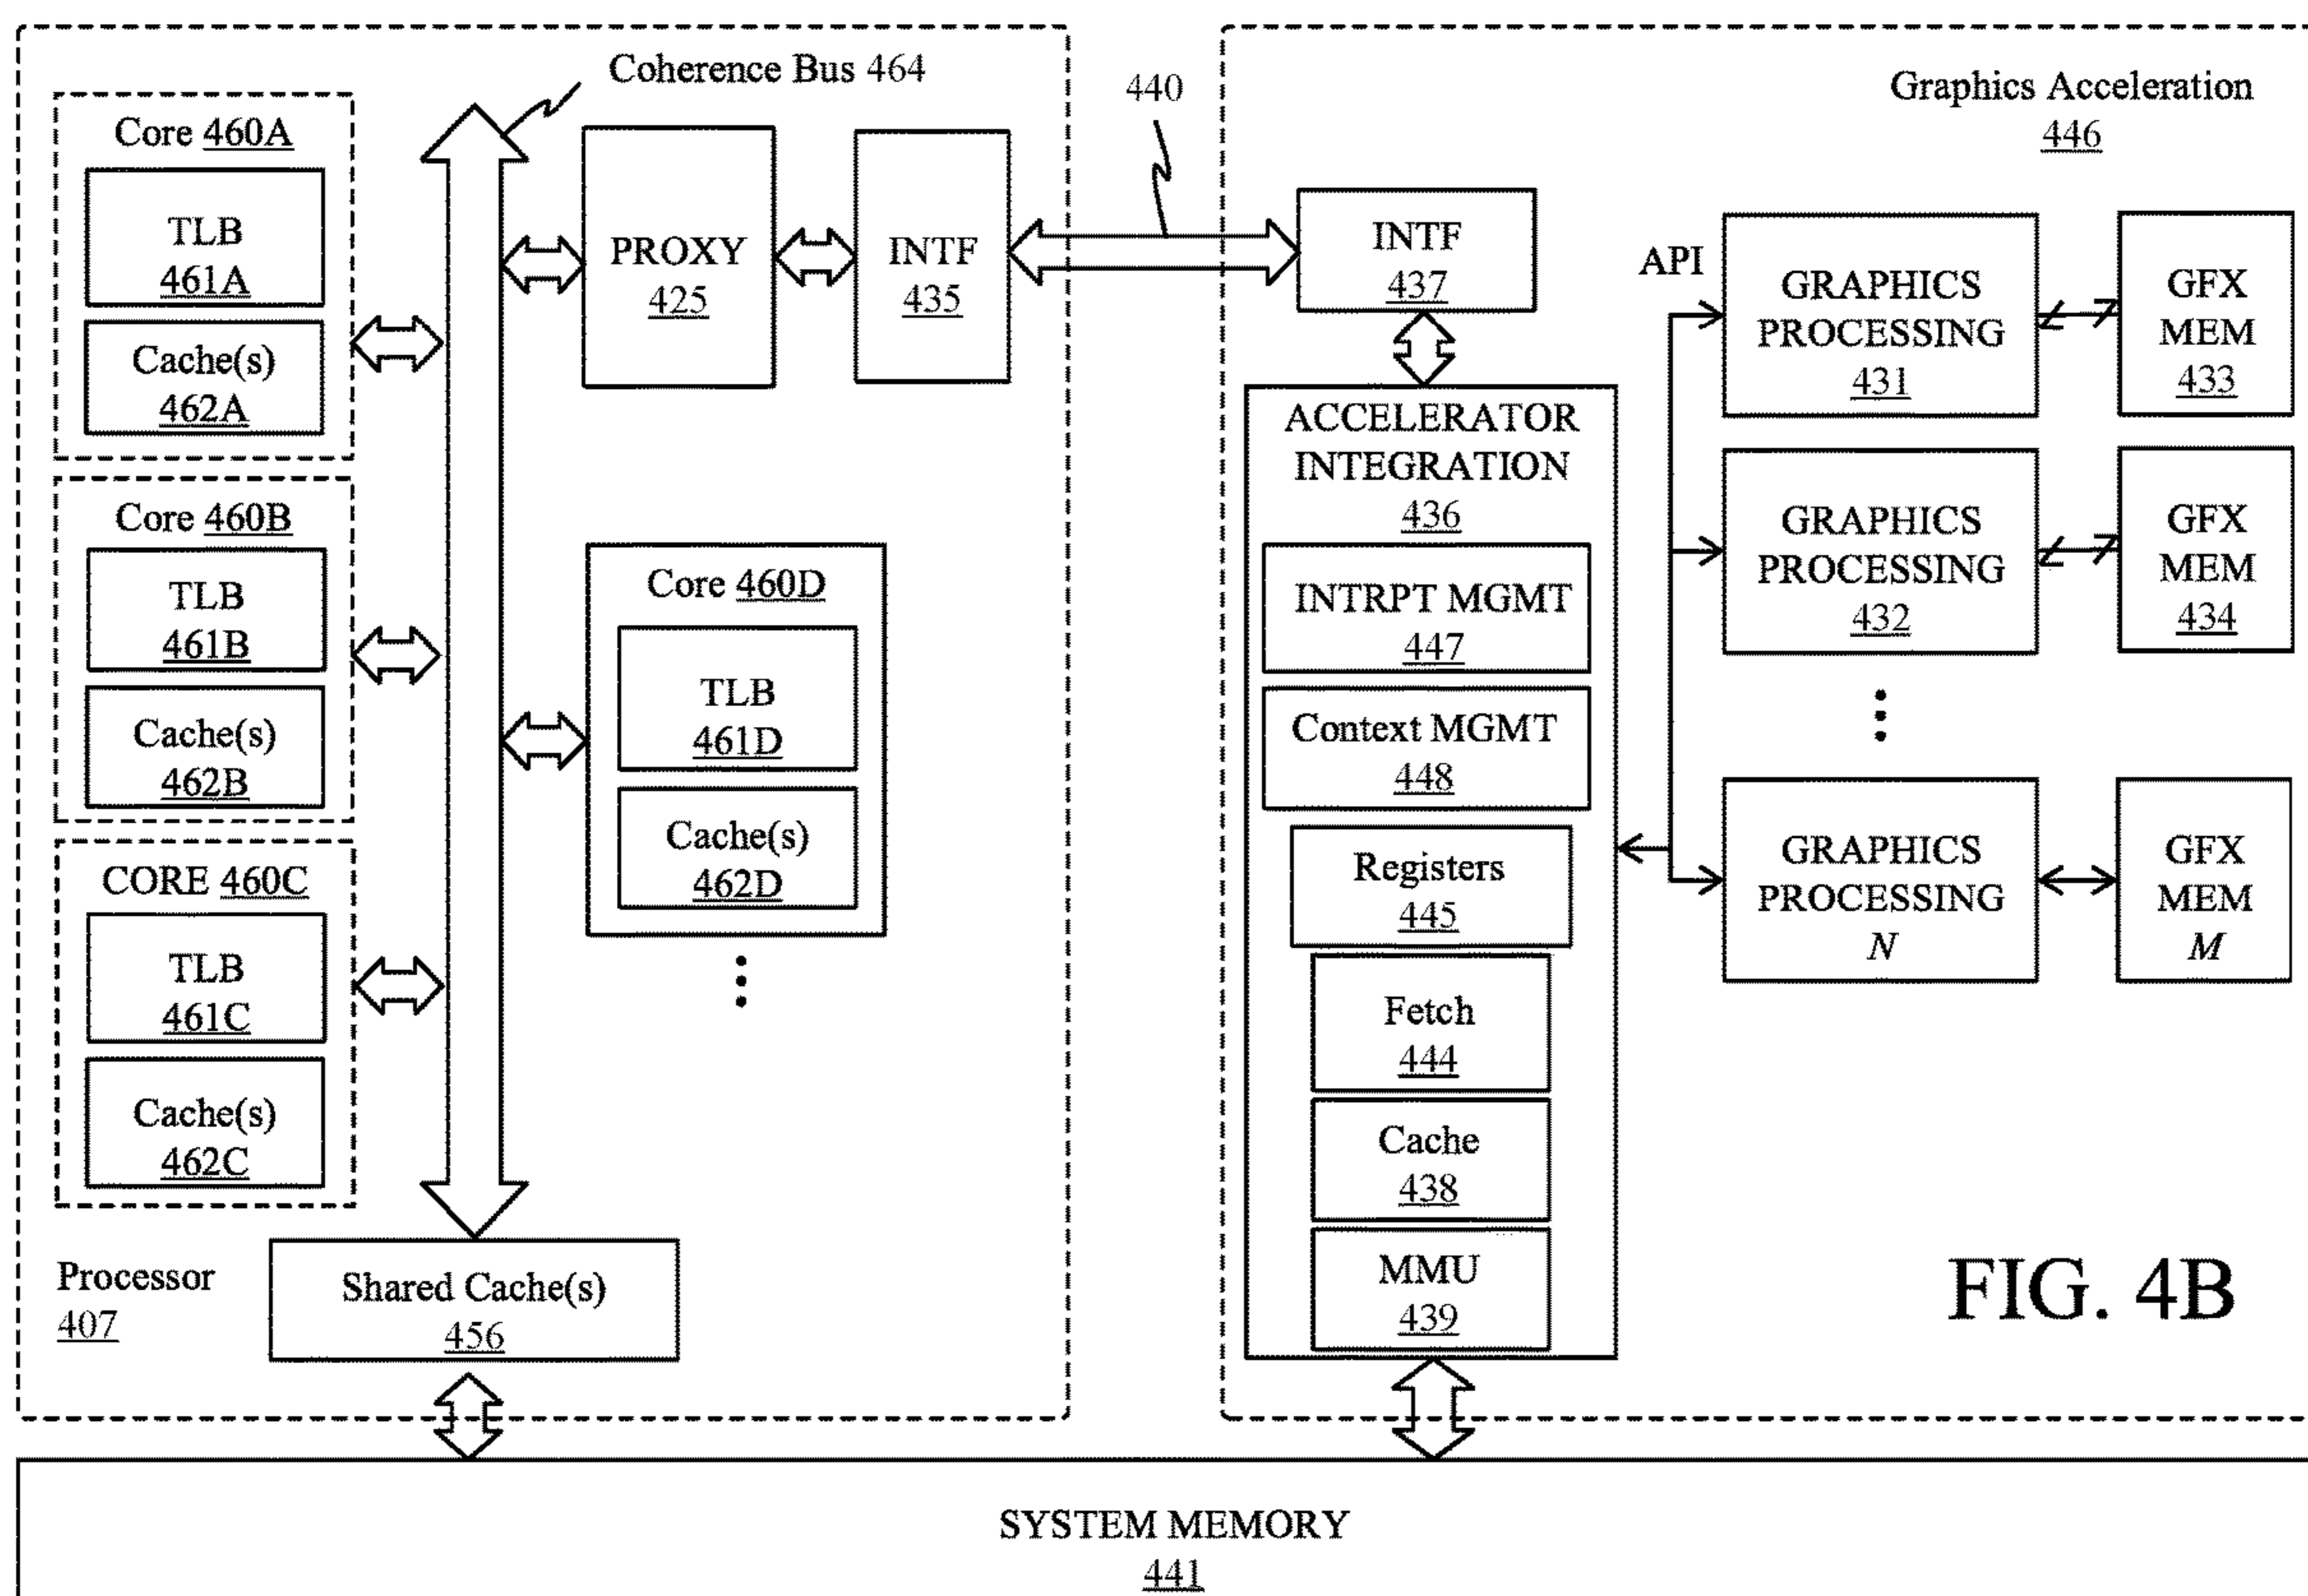 Coherence Bus 464
Core 460A
TLB
461A
Cache(s)
462A
Core 460B
TLB
461B
Cache(s)
462B
CORE 460C
TLB
461C
Cache(s)
462C
PROXY
425
INTF
435
Core 460D
TLB
461D
Cache(s)
462D
Processor
407
Shared Cache(s)
456
440
Graphics Acceleration
446
INTF
437
ACCELERATOR
INTEGRATION
436
INTRPT MGMT
447
Context MGMT
448
Registers
445
Fetch
444
Cache
438
MMU
439
API
GRAPHICS
PROCESSING
431
GFX
MEM
433
GRAPHICS
PROCESSING
432
GFX
MEM
434
GRAPHICS
PROCESSING
N
GFX
MEM
M
FIG. 4B
SYSTEM MEMORY
441